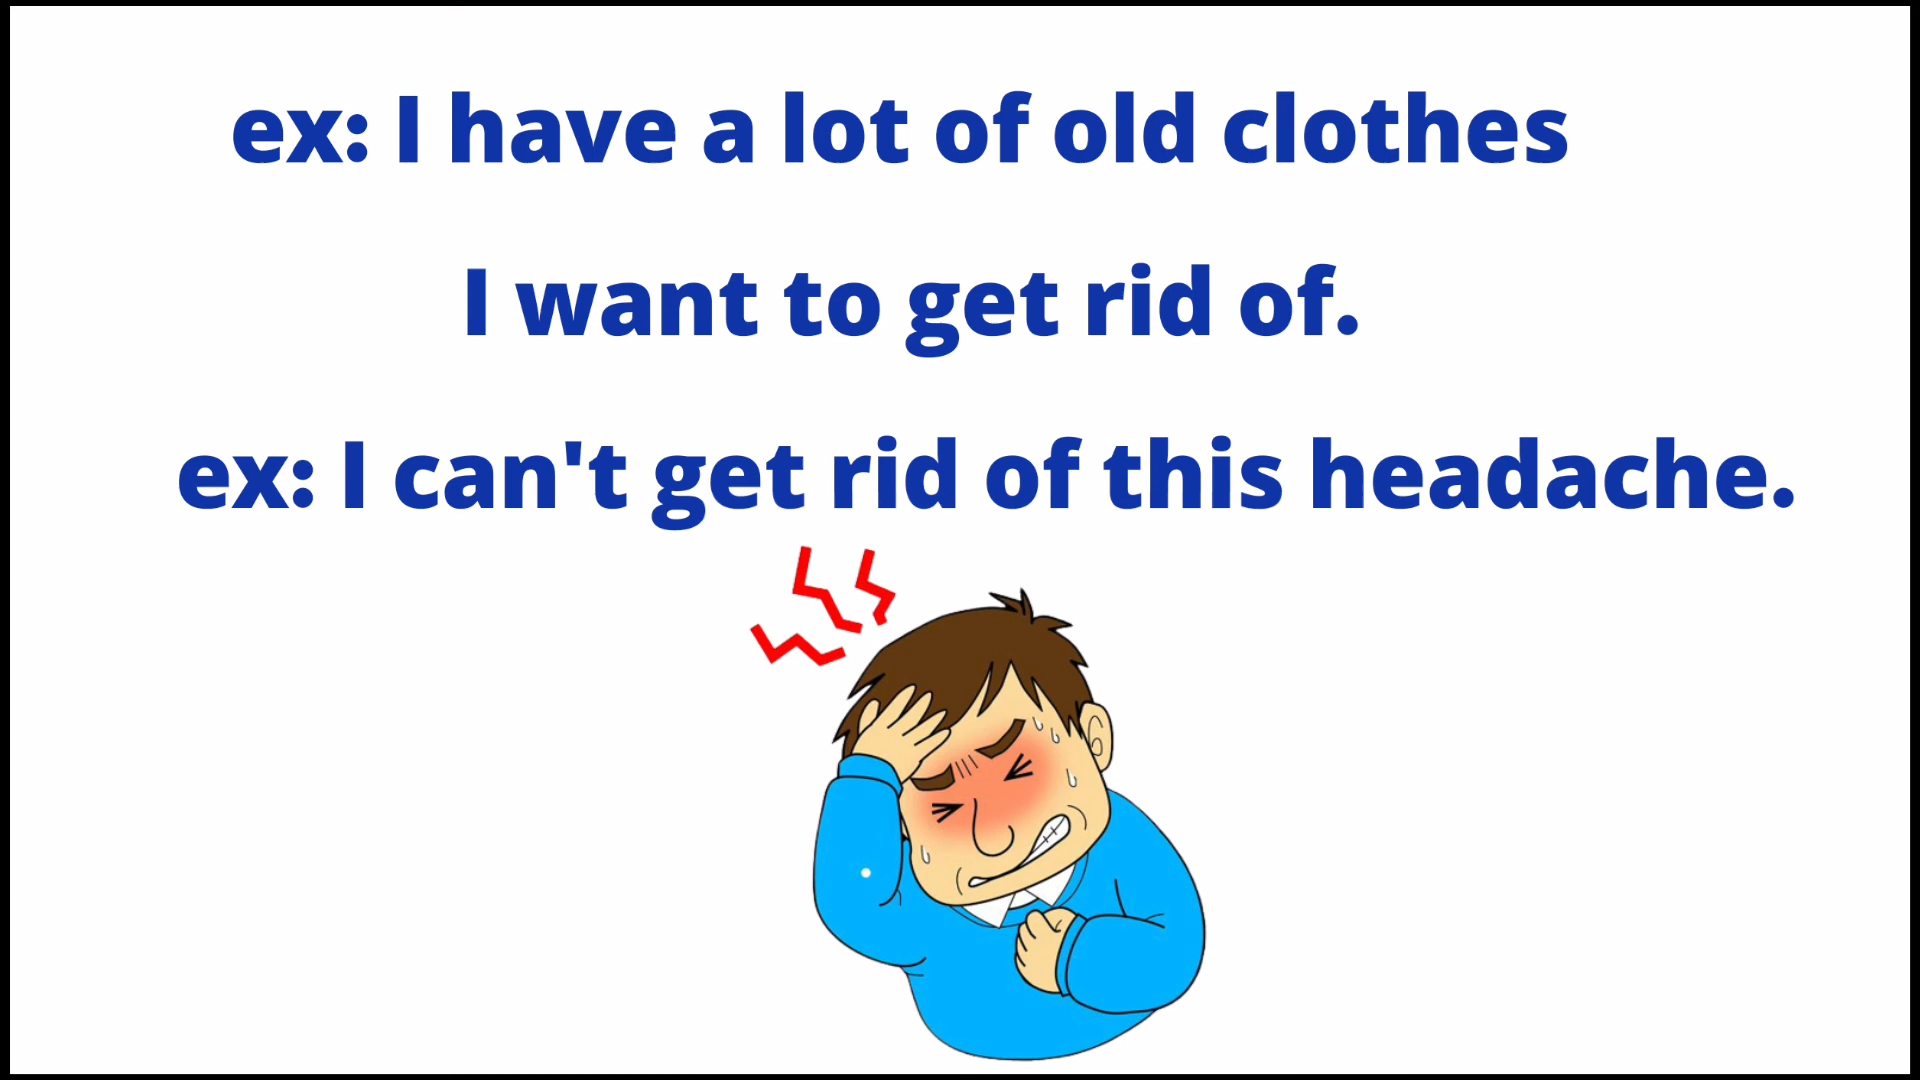 ex: I have a lot of old clothes
I want to get rid of.
ex: I can't get rid of this headache.